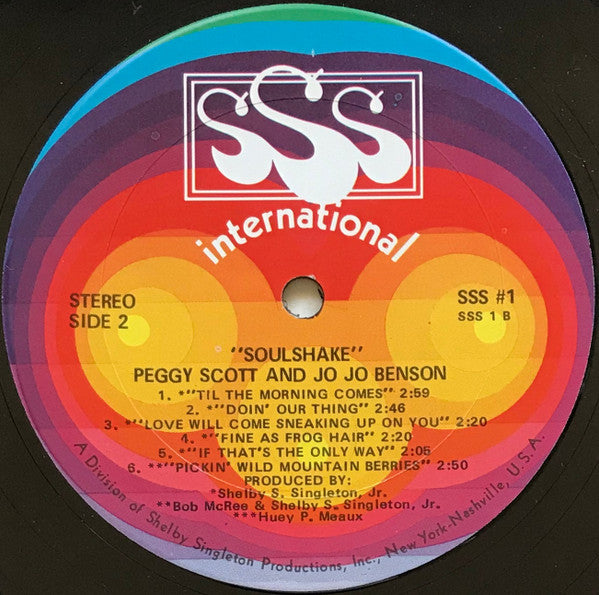 SSS
international
STEREO
SIDE 2
SSS #1
SSS 1 B
"SOULSHAKE"
PEGGY SCOTT AND JO JO BENSON
1. *"TIL THE MORNING COMES" 2:59
2. **"DOIN' OUR THING" 2:46
3. *"LOVE WILL COME SNEAKING UP ON YOU" 2:20
4. *"FINE AS FROG HAIR" 2:20
5. *"IF THAT'S THE ONLY WAY" 2:05
6. **"PICKIN' WILD MOUNTAIN BERRIES" 2:50
PRODUCED BY:
*Shelby S. Singleton, Jr.
**Bob McRee & Shelby S. Singleton, Jr.
***Huey P. Meaux
A Division of Shelby Singleton Productions, Inc., New York-Nashville, U.S.A.